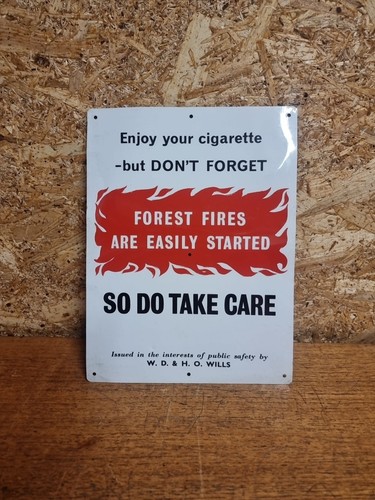 Enjoy your cigarette
-but DON'T FORGET
FOREST FIRES
ARE EASILY STARTED
SO DO TAKE CARE
Issued in the interests of public safety by
W. D. & H. O. WILLS